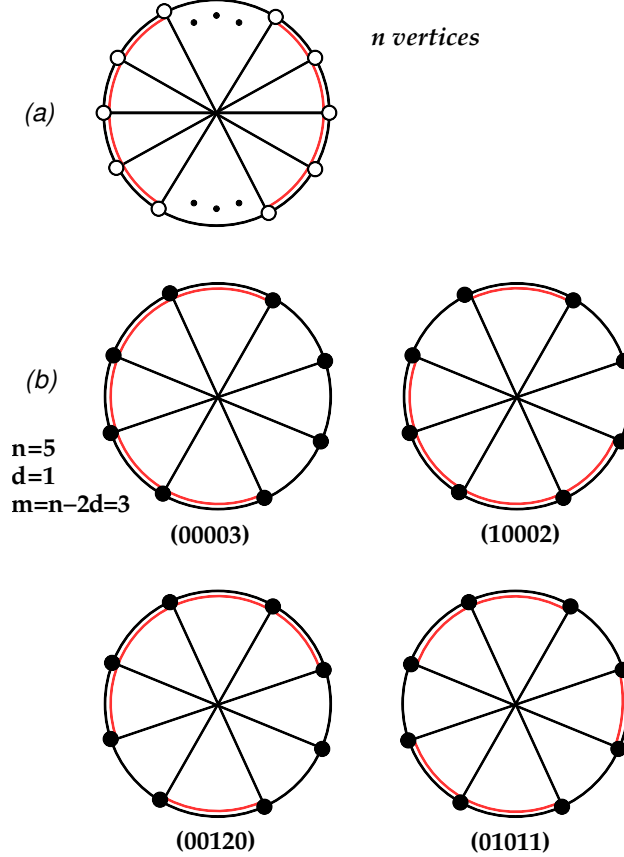 n vertices
(a)
(b)
n=5
d=1
m=n−2d=3
(00003)
(10002)
(00120)
(01011)